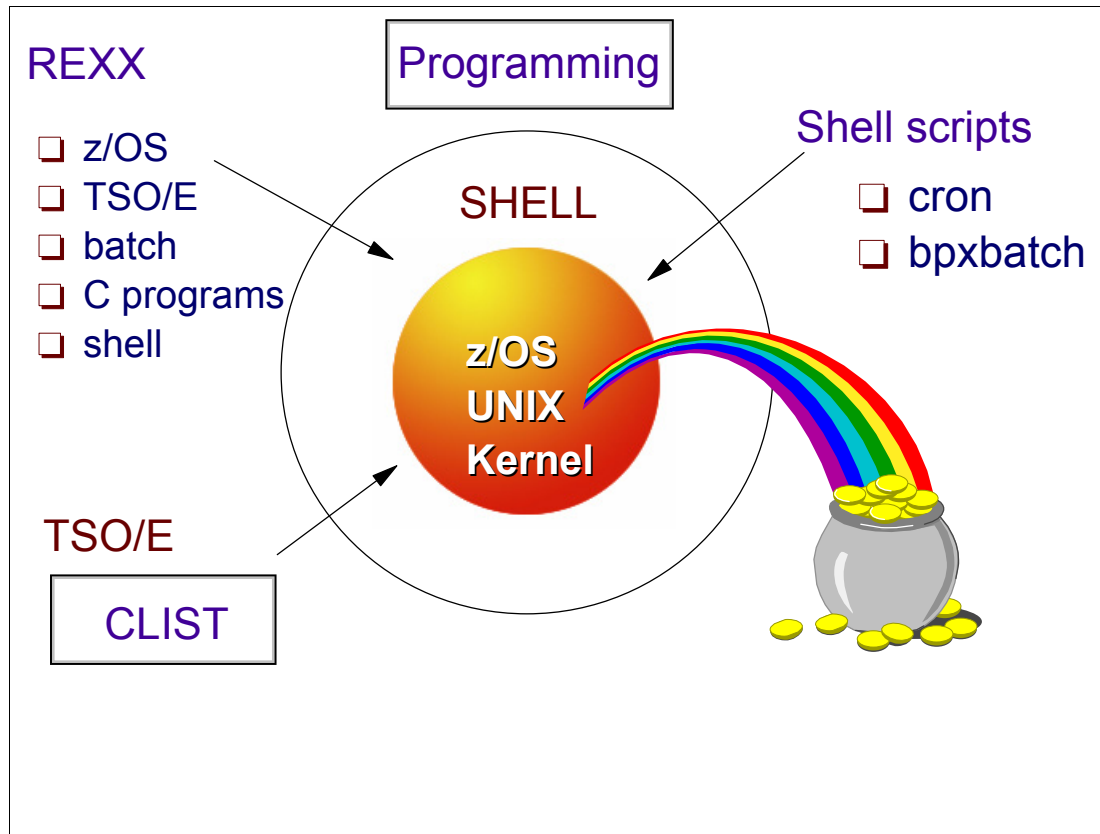 Programming
REXX
z/OS
TSO/E
batch
C programs
shell
Shell scripts
cron
bpxbatch
SHELL
z/OS
UNIX
Kernel
TSO/E
CLIST